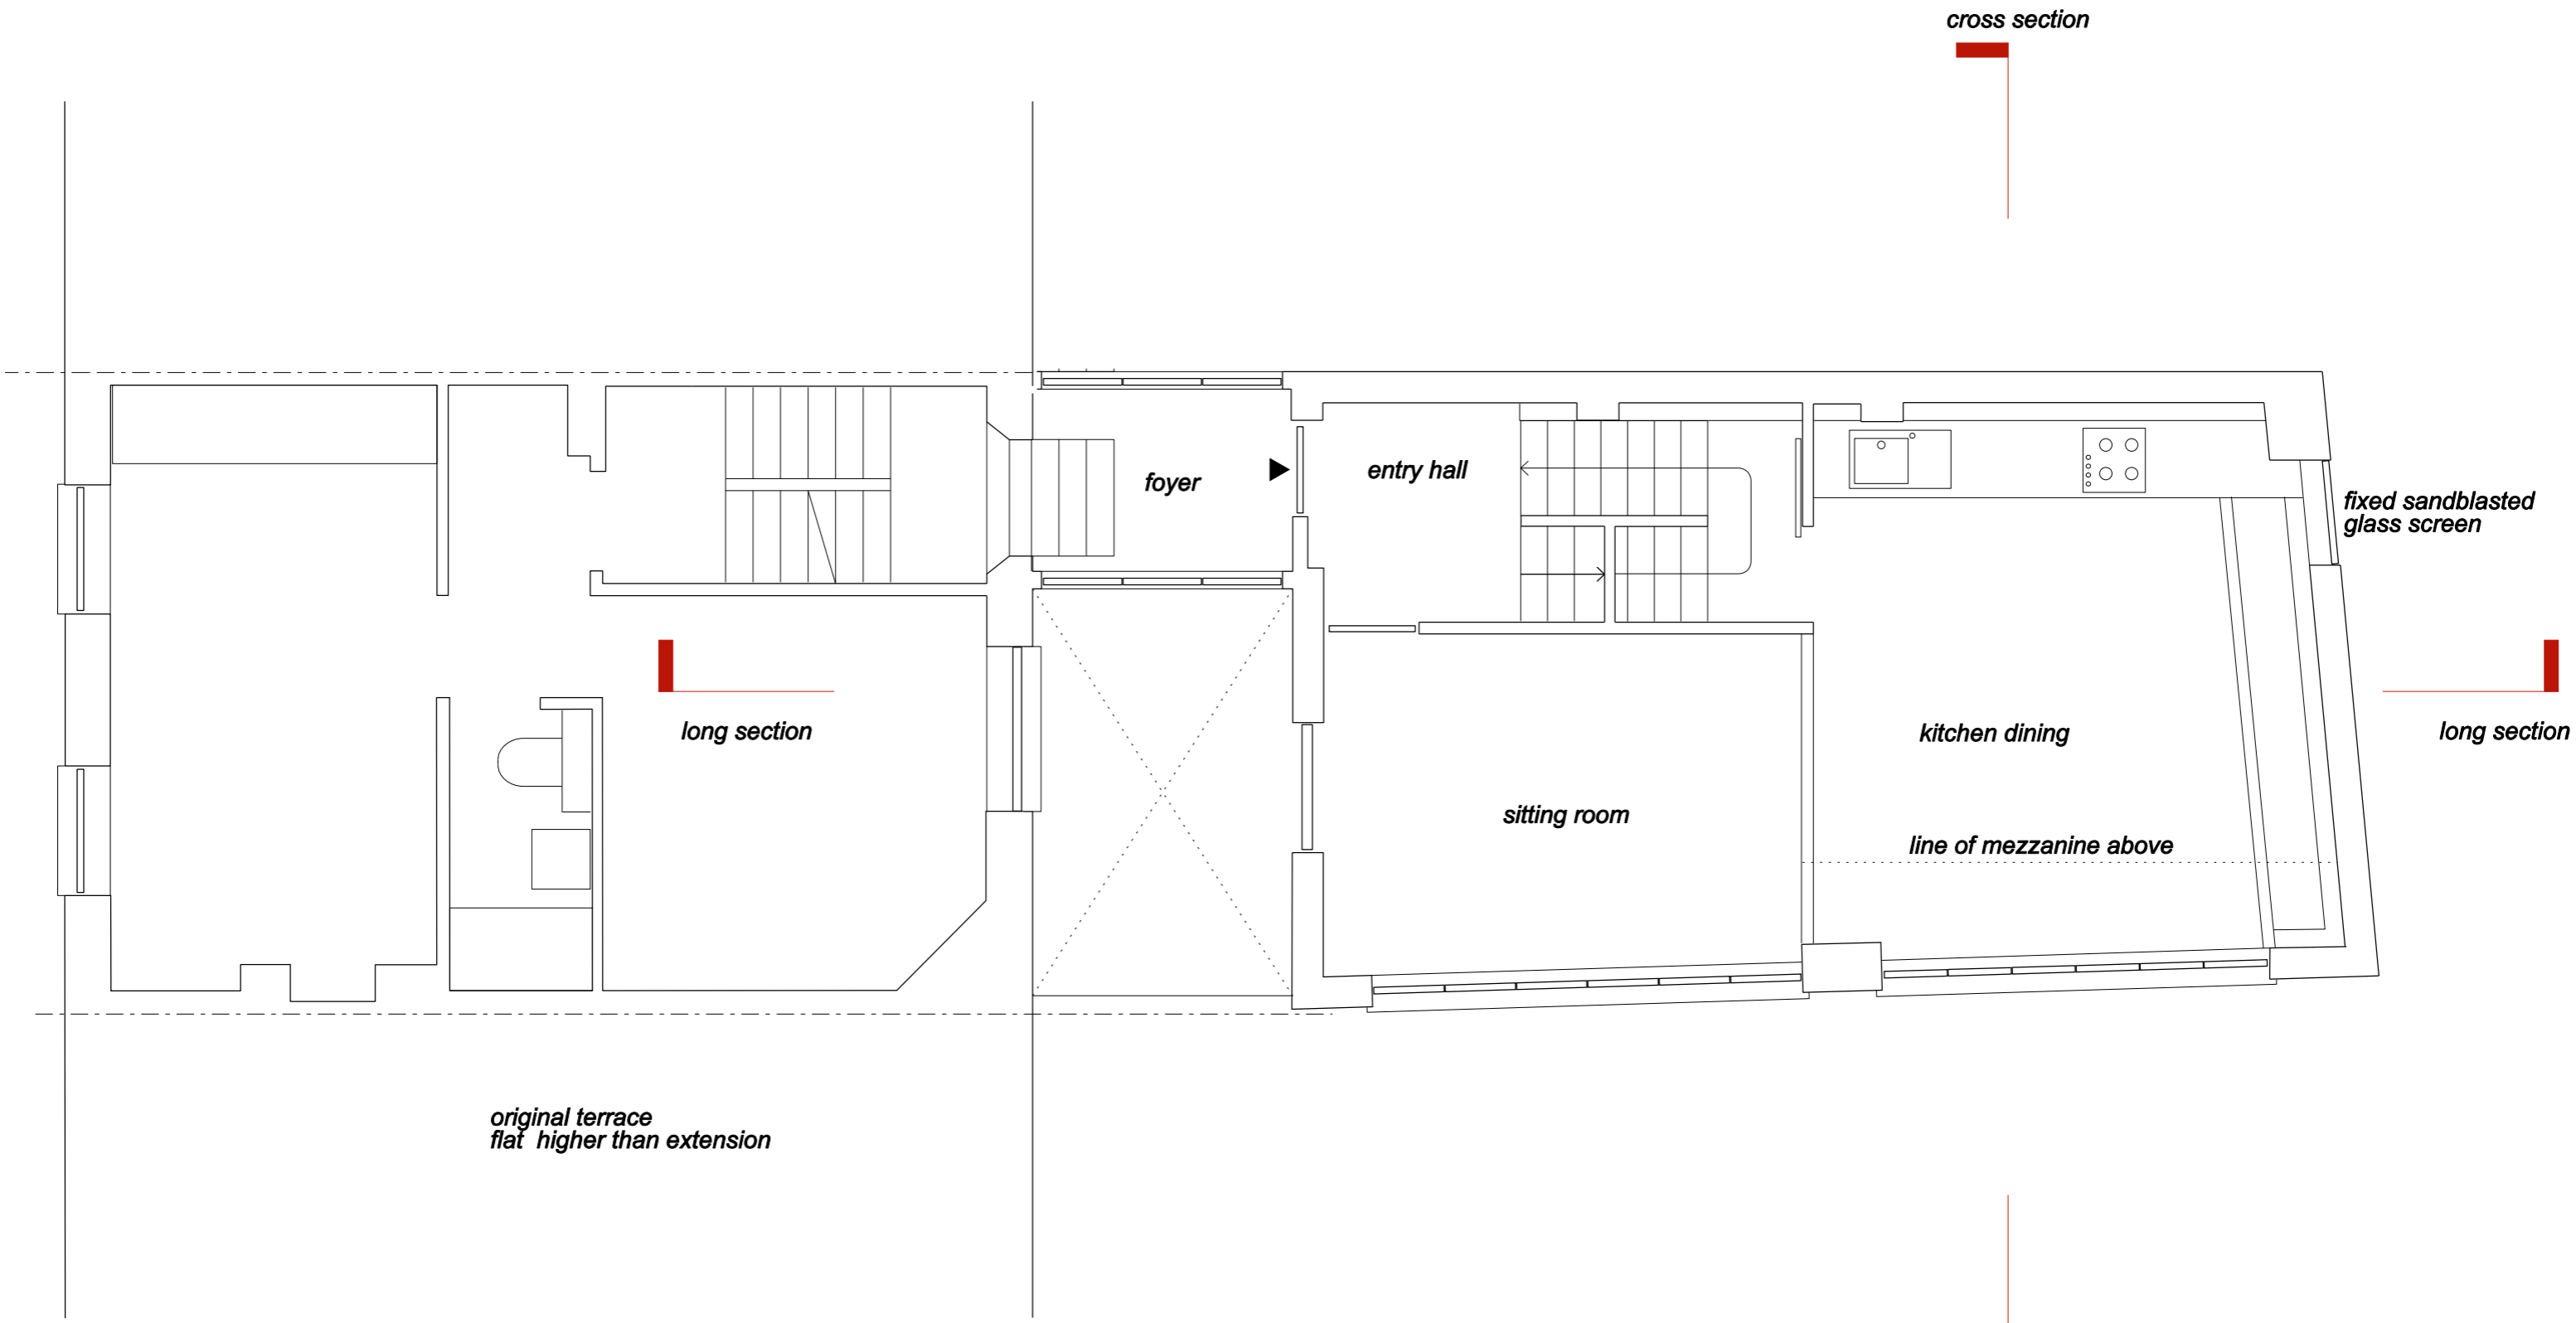 cross section
foyer
entry hall
fixed sandblasted
glass screen
long section
kitchen dining
long section
sitting room
line of mezzanine above
original terrace
flat  higher than extension